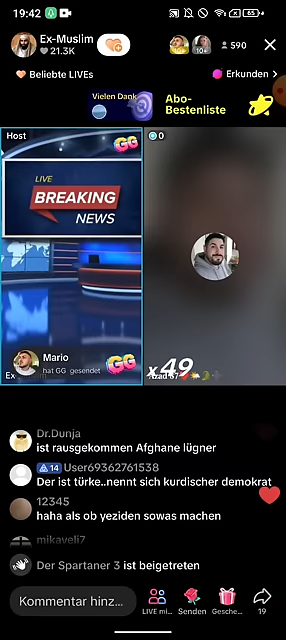 19:42
65
Ex-Muslim
21.3K
10+
590
Beliebte LIVEs
Erkunden
Vielen Dank
Abo-
Bestenliste
Host
GG
0
LIVE
BREAKING
NEWS
Mario
hat GG gesendet
GG
x49
Ex
Dr.Dunja
ist rausgekommen Afghane lügner
14 User69362761538
Der ist türke..nennt sich kurdischer demokrat
12345
haha als ob yeziden sowas machen
mikaveli7
Der Spartaner 3 ist beigetreten
Kommentar hinz...
LIVE mi...
Senden
Gesche...
19